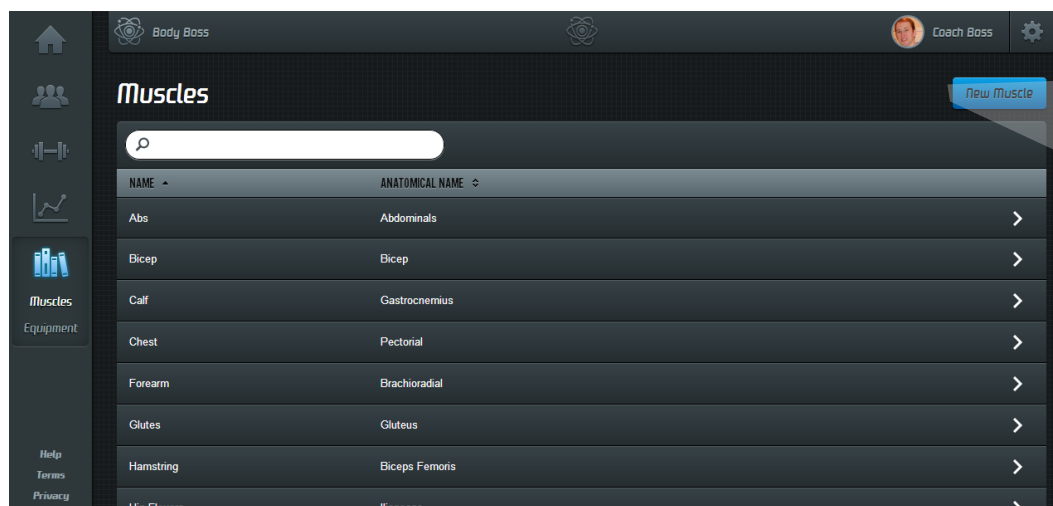 Body Boss
Coach Boss
Muscles
New Muscle
NAME
ANATOMICAL NAME
Abs
Abdominals
Bicep
Bicep
Calf
Gastrocnemius
Chest
Pectorial
Forearm
Brachioradial
Glutes
Gluteus
Hamstring
Biceps Femoris
Muscles
Equipment
Help
Terms
Privacy